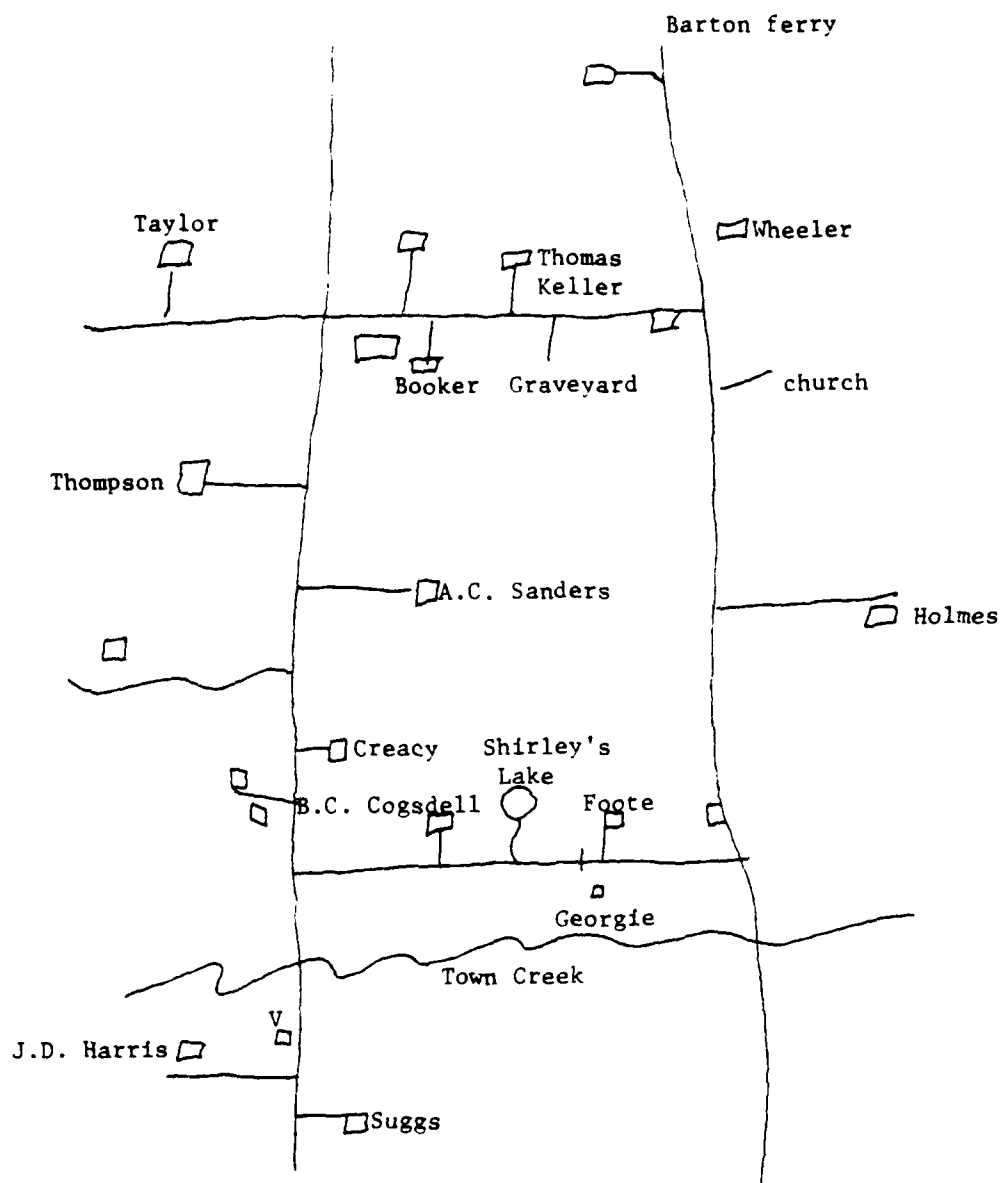 Barton ferry
Taylor
Wheeler
Thomas
Keller
Booker
Graveyard
church
Thompson
A.C. Sanders
Holmes
Creacy
Shirley's
Lake
B.C. Cogsdell
Foote
Georgie
Town Creek
V
J.D. Harris
Suggs